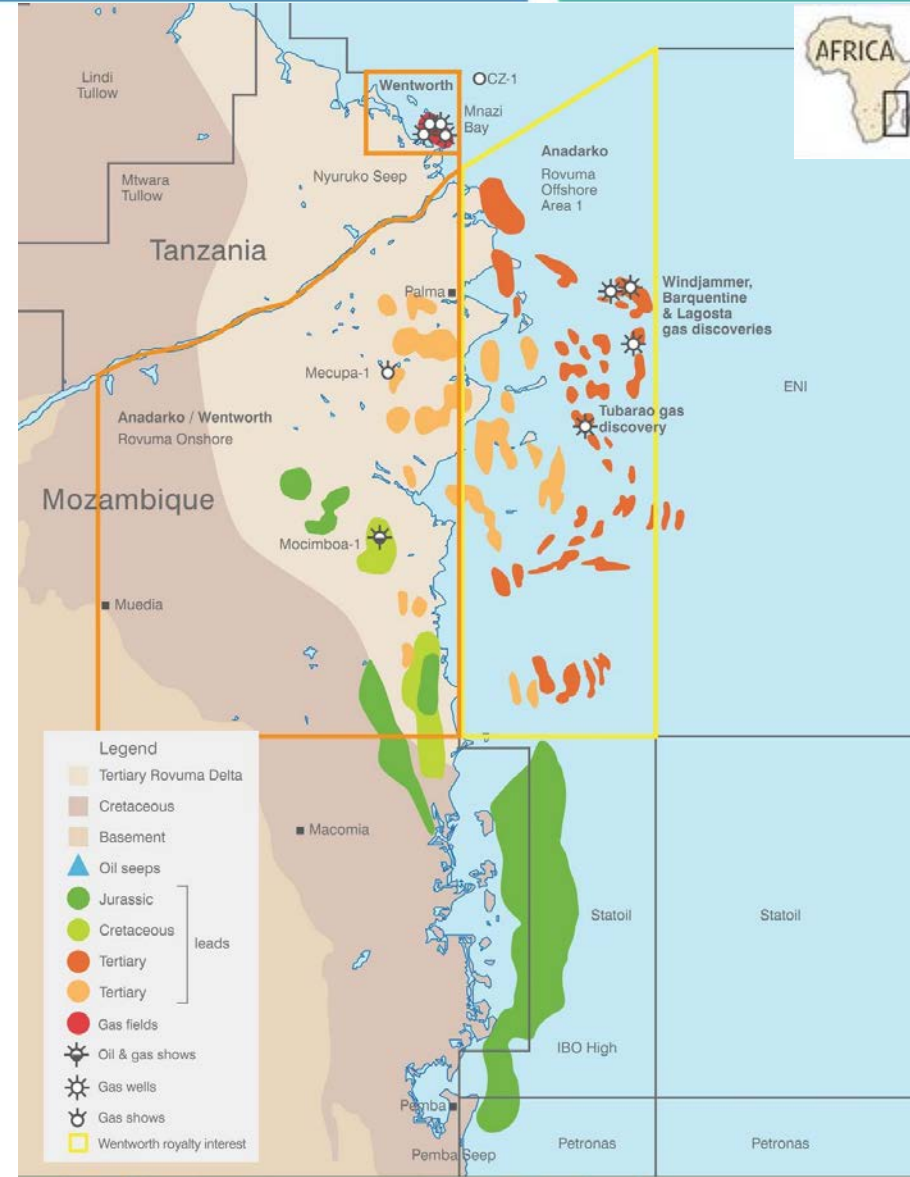 AFRICA
Lindi
Tullow
Wentworth
CZ-1
Mnazi
Bay
Mtwara
Tullow
Nyuruko Seep
Anadarko
Rovuma
Offshore
Area 1
Tanzania
Palma
Windjammer,
Barquentine
& Lagosta
gas discoveries
Mecupa-1
ENI
Anadarko / Wentworth
Rovuma Onshore
Tubarao gas
discovery
Mozambique
Mocimboa-1
Muedia
Legend
Tertiary Rovuma Delta
Cretaceous
Basement
Oil seeps
Jurassic
Cretaceous
leads
Tertiary
Tertiary
Gas fields
Oil & gas shows
Gas wells
Gas shows
Wentworth royalty interest
Macomia
Statoil
Statoil
IBO High
Pemba
Pemba Seep
Petronas
Petronas